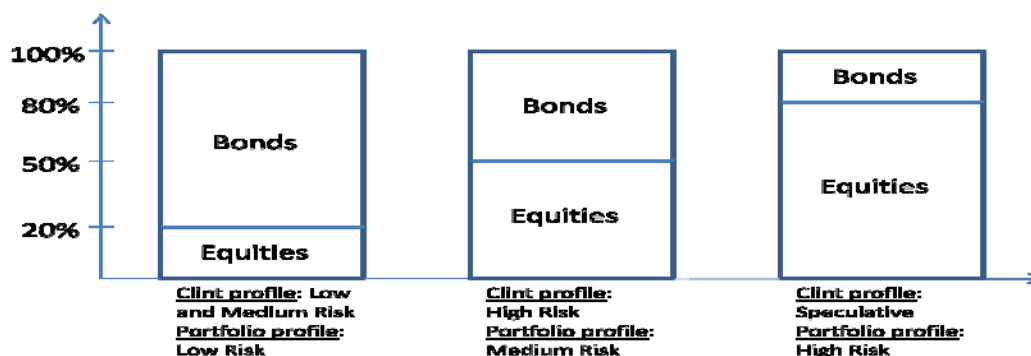 100%
80%
50%
20%
Bonds
Equities
Bonds
Equities
Bonds
Equities
Clint profile: Low
and Medium Risk
Portfolio profile:
Low Risk
Clint profile:
High Risk
Portfolio profile:
Medium Risk
Clint profile:
Speculative
Portfolio profile:
High Risk